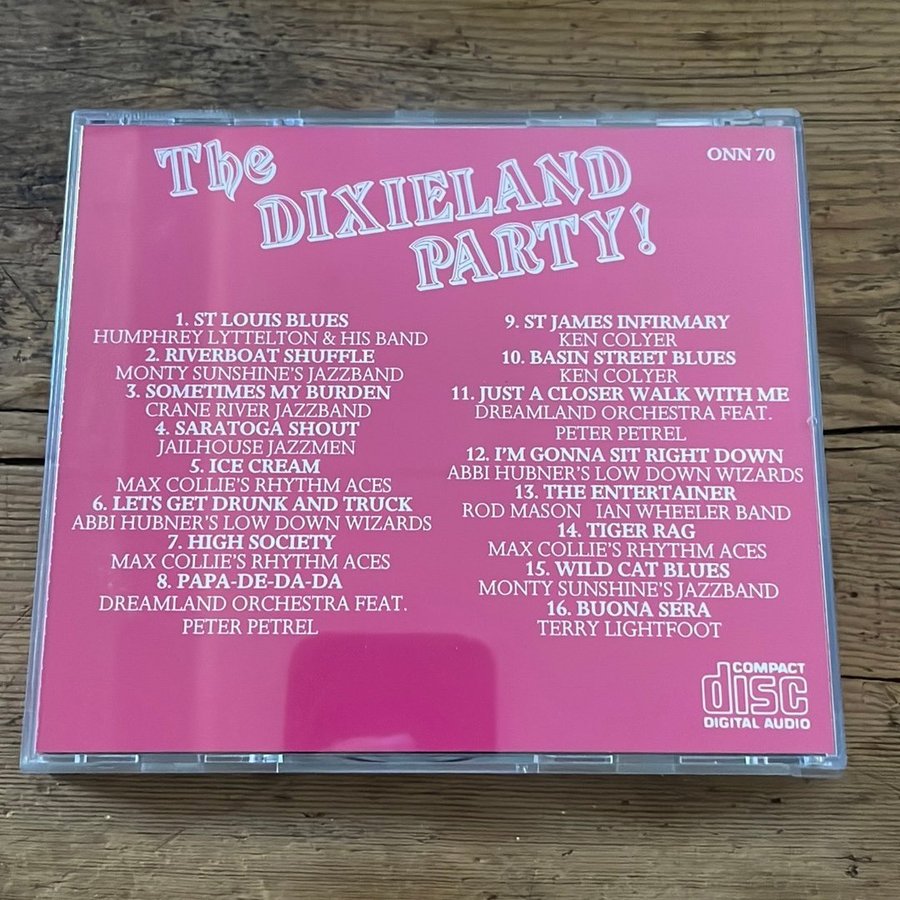 The
DIXIELAND
PARTY!
ONN 70
1. ST LOUIS BLUES
HUMPHREY LYTTELTON & HIS BAND
2. RIVERBOAT SHUFFLE
MONTY SUNSHINE'S JAZZBAND
3. SOMETIMES MY BURDEN
CRANE RIVER JAZZBAND
4. SARATOGA SHOUT
JAILHOUSE JAZZMEN
5. ICE CREAM
MAX COLLIE'S RHYTHM ACES
6. LETS GET DRUNK AND TRUCK
ABBI HUBNER'S LOW DOWN WIZARDS
7. HIGH SOCIETY
MAX COLLIE'S RHYTHM ACES
8. PAPA-DE-DA-DA
DREAMLAND ORCHESTRA FEAT.
PETER PETREL
9. ST JAMES INFIRMARY
KEN COLYER
10. BASIN STREET BLUES
KEN COLYER
11. JUST A CLOSER WALK WITH ME
DREAMLAND ORCHESTRA FEAT.
PETER PETREL
12. I'M GONNA SIT RIGHT DOWN
ABBI HUBNER'S LOW DOWN WIZARDS
13. THE ENTERTAINER
ROD MASON IAN WHEELER BAND
14. TIGER RAG
MAX COLLIE'S RHYTHM ACES
15. WILD CAT BLUES
MONTY SUNSHINE'S JAZZBAND
16. BUONA SERA
TERRY LIGHTFOOT
COMPACT
disc
DIGITAL AUDIO